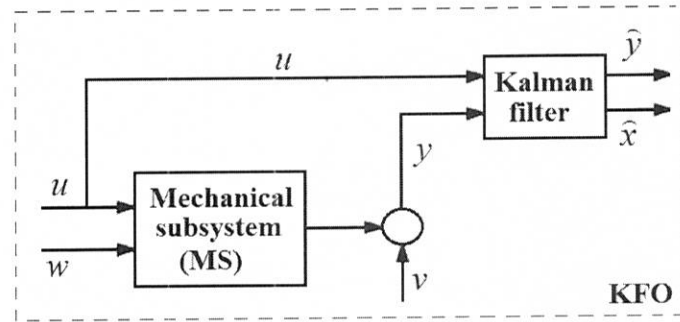 u
ŷ
Kalman
filter
x̂
y
u
Mechanical
subsystem
(MS)
w
v
KFO